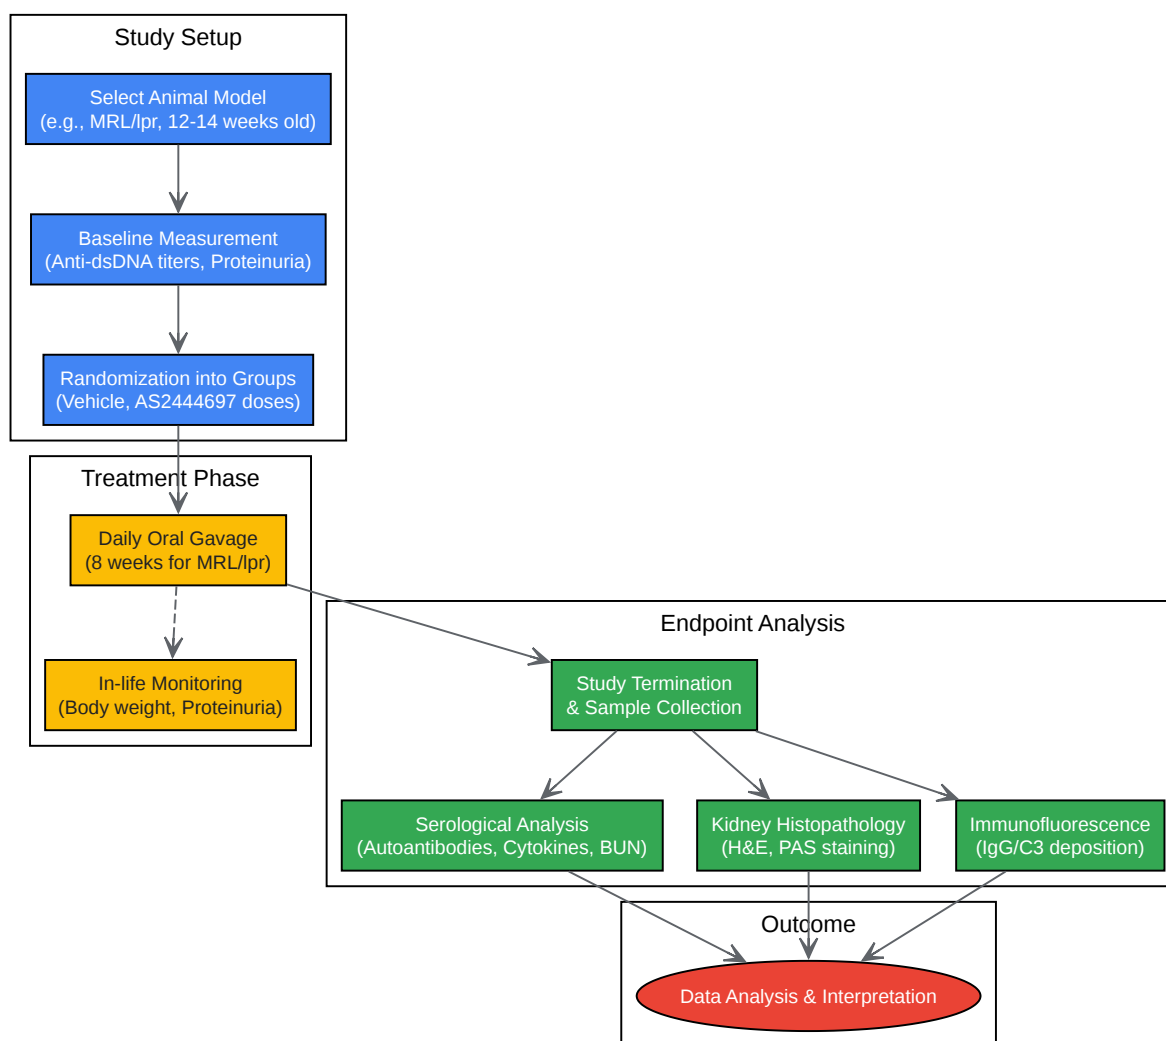 Study Setup
Select Animal Model
(e.g., MRL/lpr, 12-14 weeks old)
Baseline Measurement
(Anti-dsDNA titers, Proteinuria)
Randomization into Groups
(Vehicle, AS2444697 doses)
Treatment Phase
Daily Oral Gavage
(8 weeks for MRL/lpr)
In-life Monitoring
(Body weight, Proteinuria)
Endpoint Analysis
Study Termination
& Sample Collection
Serological Analysis
(Autoantibodies, Cytokines, BUN)
Kidney Histopathology
(H&E, PAS staining)
Immunofluorescence
(IgG/C3 deposition)
Outcome
Data Analysis & Interpretation